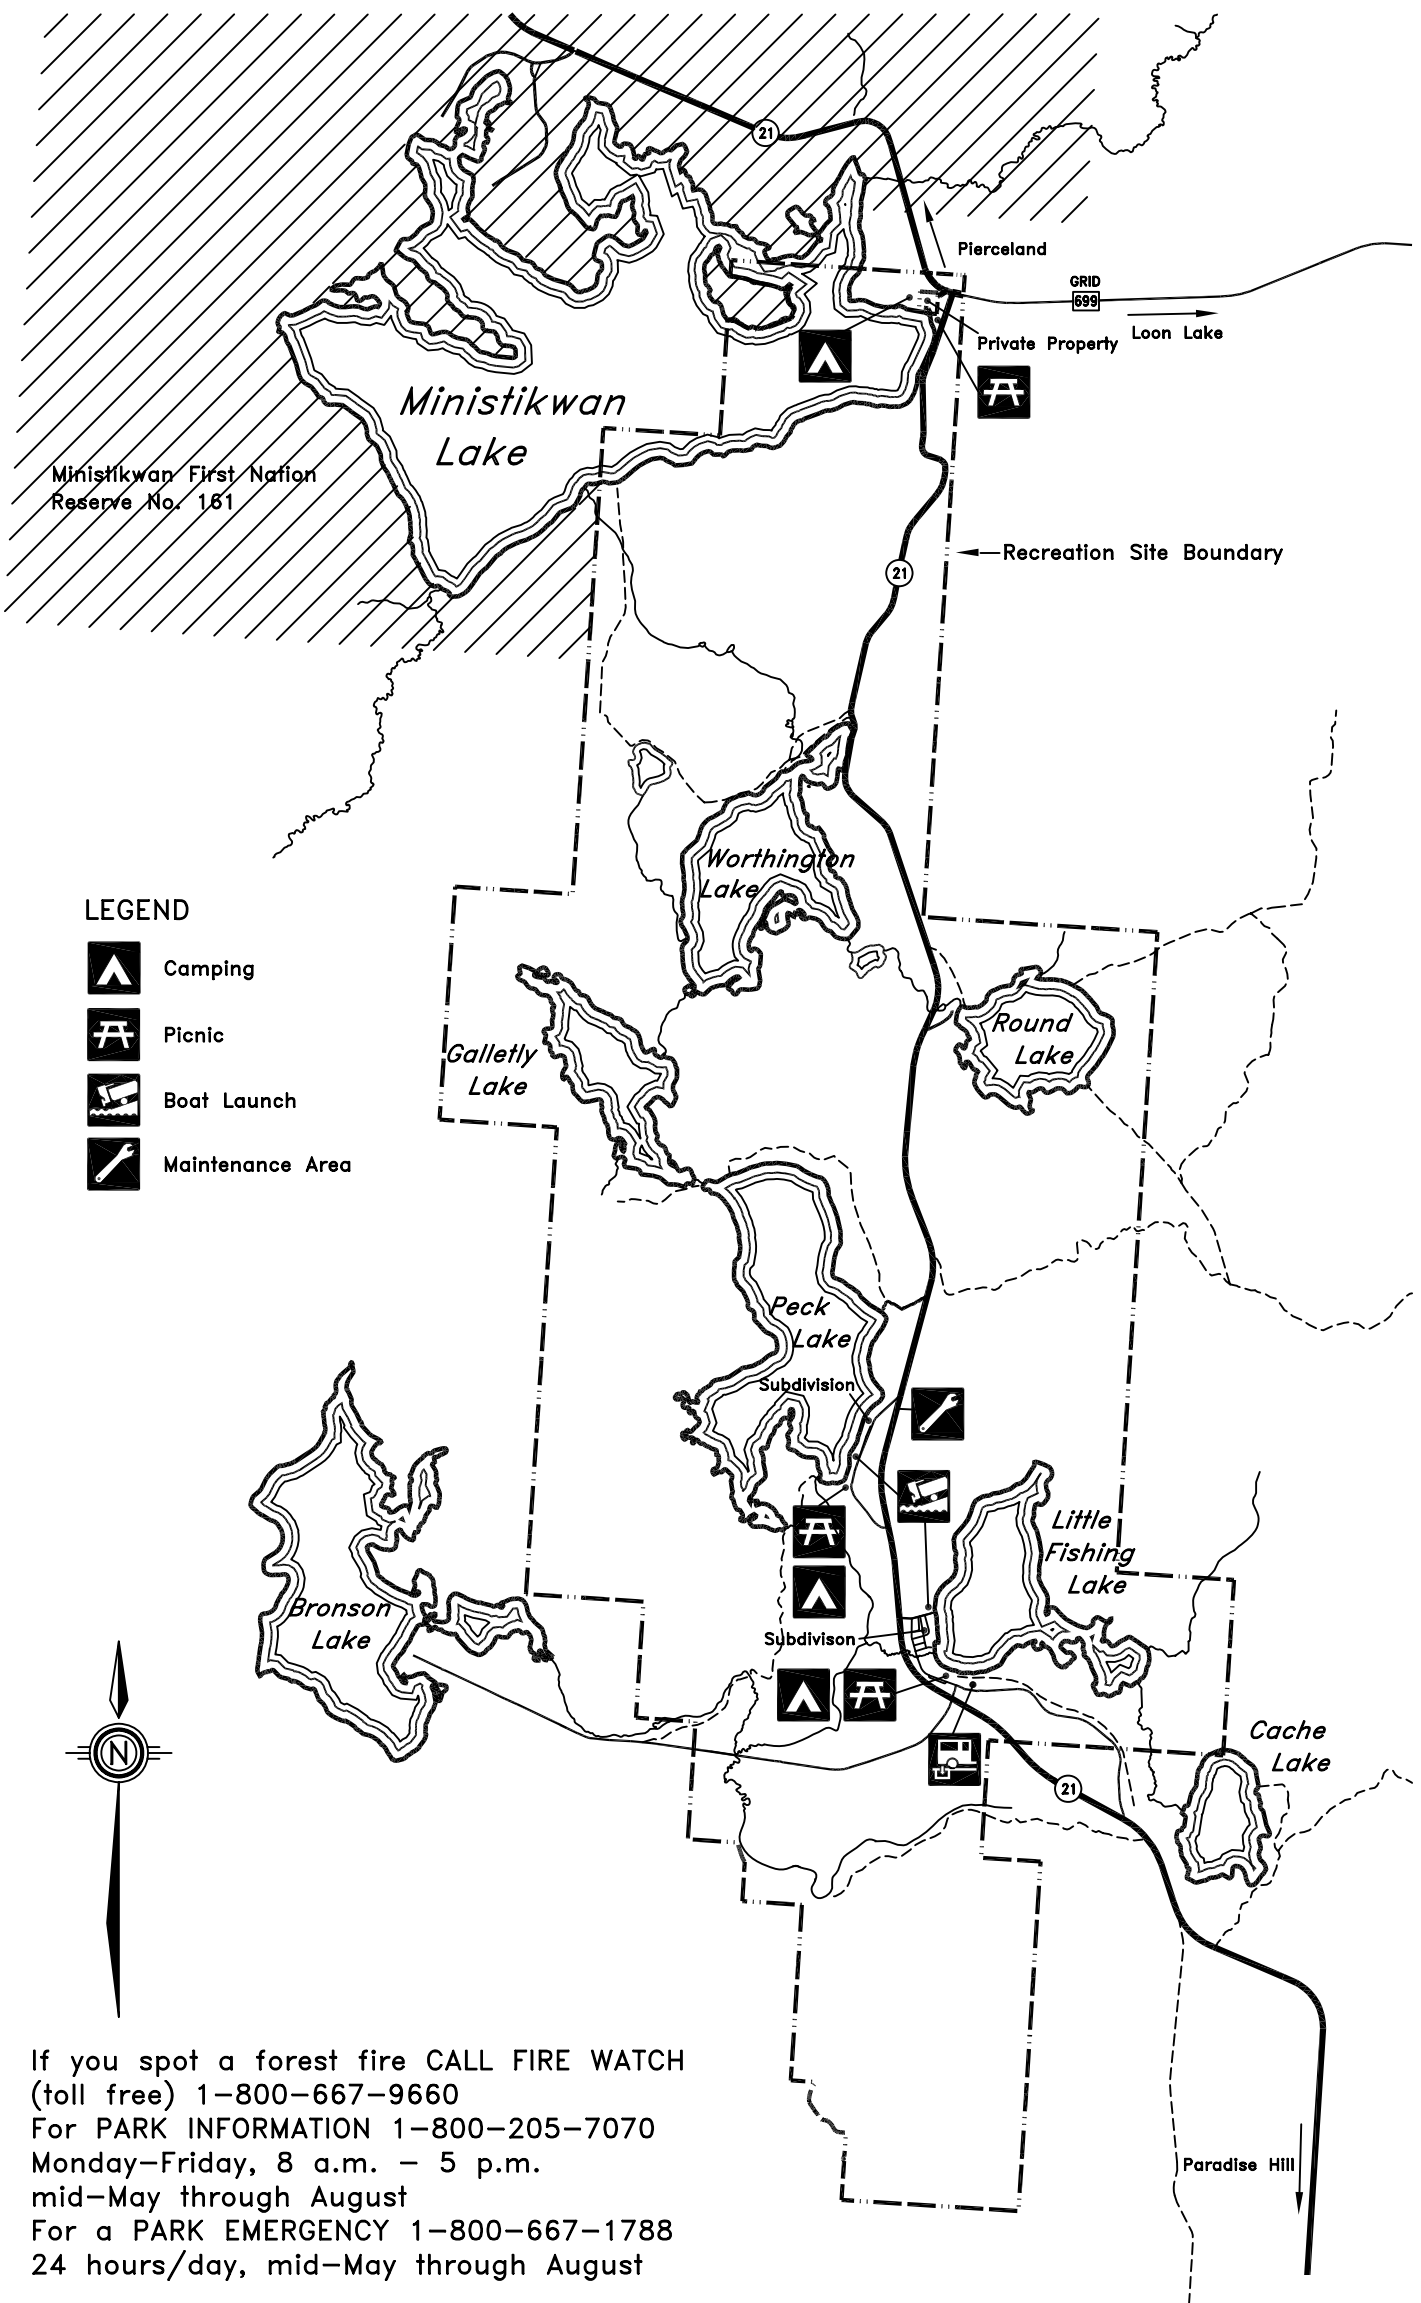 21
Pierceland
GRID
699
Loon Lake
Private Property
Ministikwan
Lake
Ministikwan First Nation
Reserve No. 161
Recreation Site Boundary
21
Worthington
Lake
LEGEND
Camping
Picnic
Boat Launch
Maintenance Area
Round
Lake
Galletly
Lake
Peck
Lake
Subdivision
Little
Fishing
Lake
Bronson
Lake
Subdivison
N
Cache
Lake
21
If you spot a forest fire CALL FIRE WATCH
(toll free) 1-800-667-9660
For PARK INFORMATION 1-800-205-7070
Monday-Friday, 8 a.m. - 5 p.m.
mid-May through August
For a PARK EMERGENCY 1-800-667-1788
24 hours/day, mid-May through August
Paradise Hill